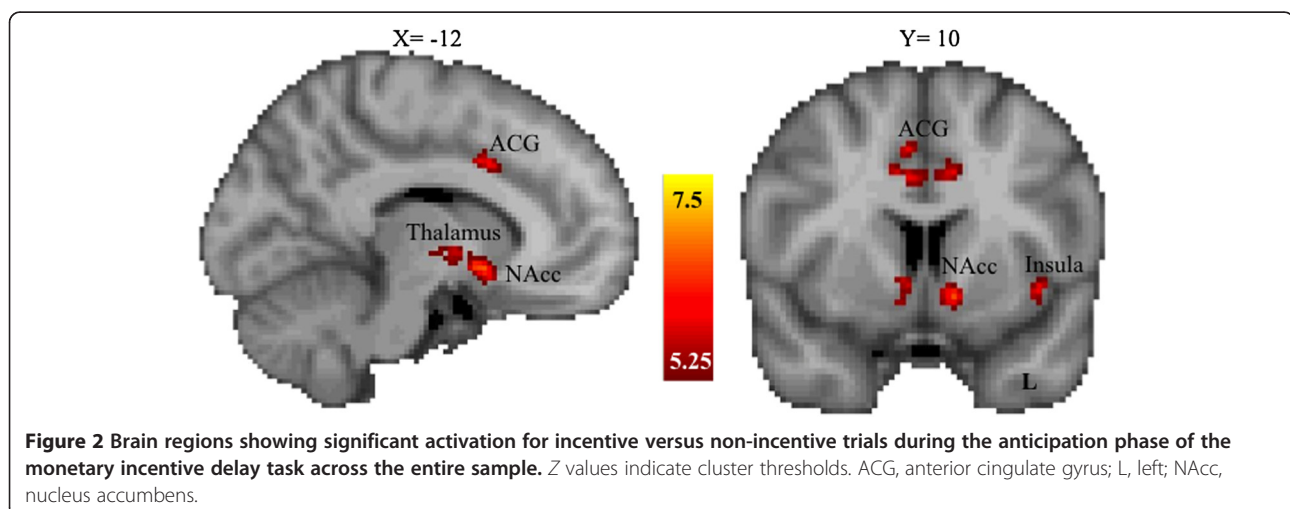 X= -12
Y= 10
ACG
ACG
7.5
Thalamus
NAcc
NAcc
Insula
5.25
L
Figure 2 Brain regions showing significant activation for incentive versus non-incentive trials during the anticipation phase of the
monetary incentive delay task across the entire sample. Z values indicate cluster thresholds. ACG, anterior cingulate gyrus; L, left; NAcc,
nucleus accumbens.